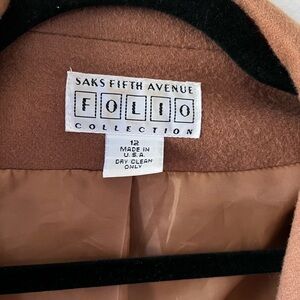 SAKS FIFTH AVENUE
FOLIO
COLLECTION
12
MADE IN
U.S.A.
DRY CLEAN
ONLY